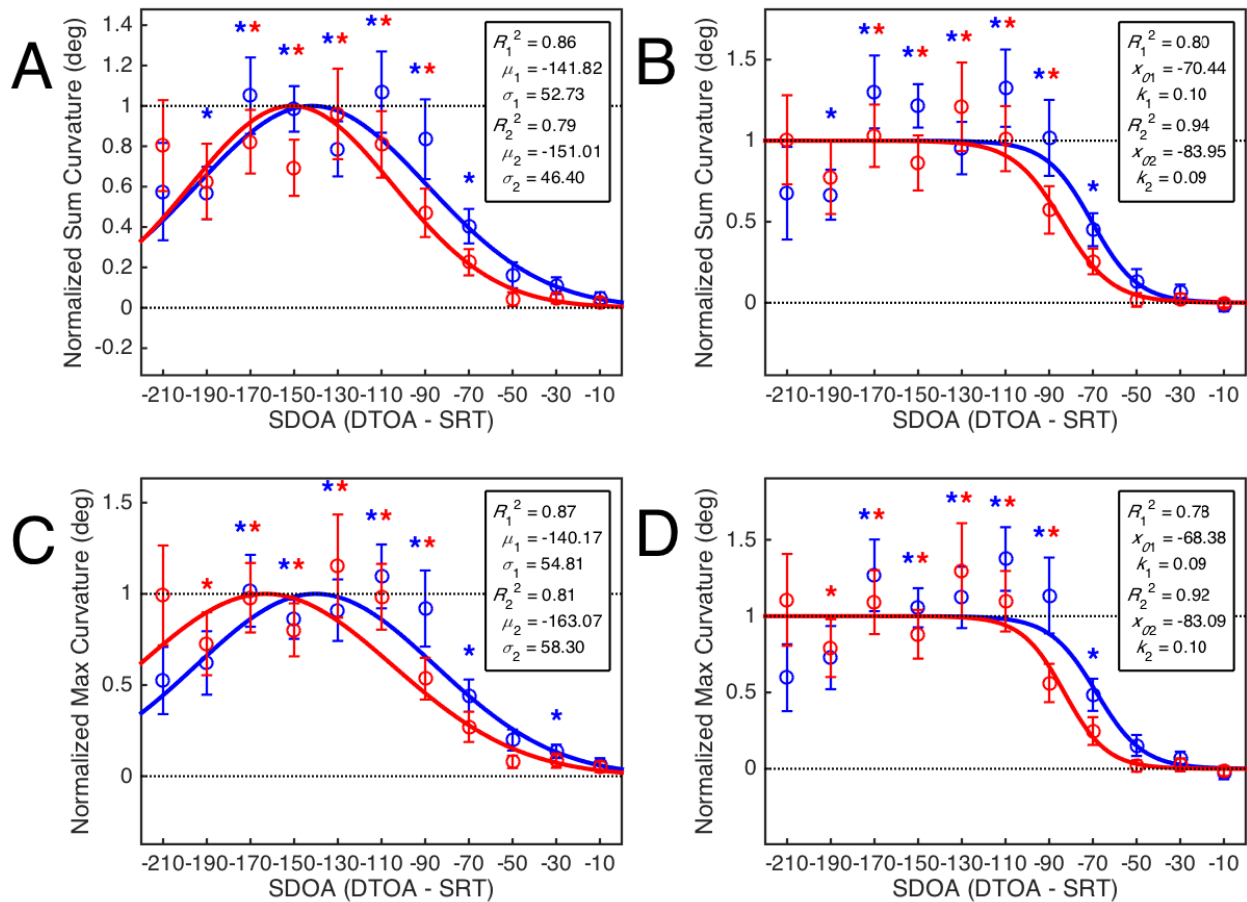 A
Normalized Sum Curvature (deg)
1.4
1.2
1
0.8
0.6
0.4
0.2
0
-0.2
* *
* *
* *
* *
* *
*
*
R₁² = 0.86
μ₁ = -141.82
σ₁ = 52.73
R₂² = 0.79
μ₂ = -151.01
σ₂ = 46.40
-210 -190 -170 -150 -130 -110 -90 -70 -50 -30 -10
SDOA (DTOA - SRT)
B
Normalized Sum Curvature (deg)
1.5
1
0.5
0
* *
* *
* *
* *
* *
*
*
R₁² = 0.80
x₀₁ = -70.44
k₁ = 0.10
R₂² = 0.94
x₀₂ = -83.95
k₂ = 0.09
-210 -190 -170 -150 -130 -110 -90 -70 -50 -30 -10
SDOA (DTOA - SRT)
C
Normalized Max Curvature (deg)
1.5
1
0.5
0
* *
* *
* *
* *
* *
*
*
*
R₁² = 0.87
μ₁ = -140.17
σ₁ = 54.81
R₂² = 0.81
μ₂ = -163.07
σ₂ = 58.30
-210 -190 -170 -150 -130 -110 -90 -70 -50 -30 -10
SDOA (DTOA - SRT)
D
Normalized Max Curvature (deg)
1.5
1
0.5
0
* *
* *
* *
* *
* *
*
*
R₁² = 0.78
x₀₁ = -68.38
k₁ = 0.09
R₂² = 0.92
x₀₂ = -83.09
k₂ = 0.10
-210 -190 -170 -150 -130 -110 -90 -70 -50 -30 -10
SDOA (DTOA - SRT)